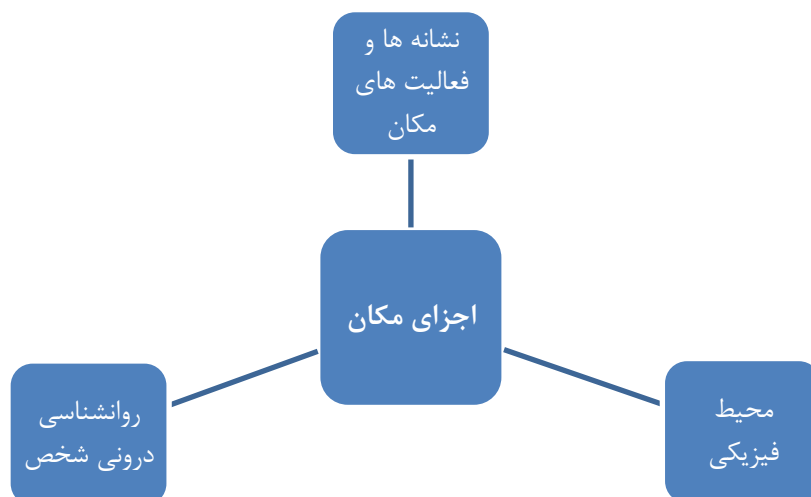 نشانه ها و
فعالیت های
مکان
اجزای مکان
محیط
فیزیکی
روانشناسی
درونی شخص